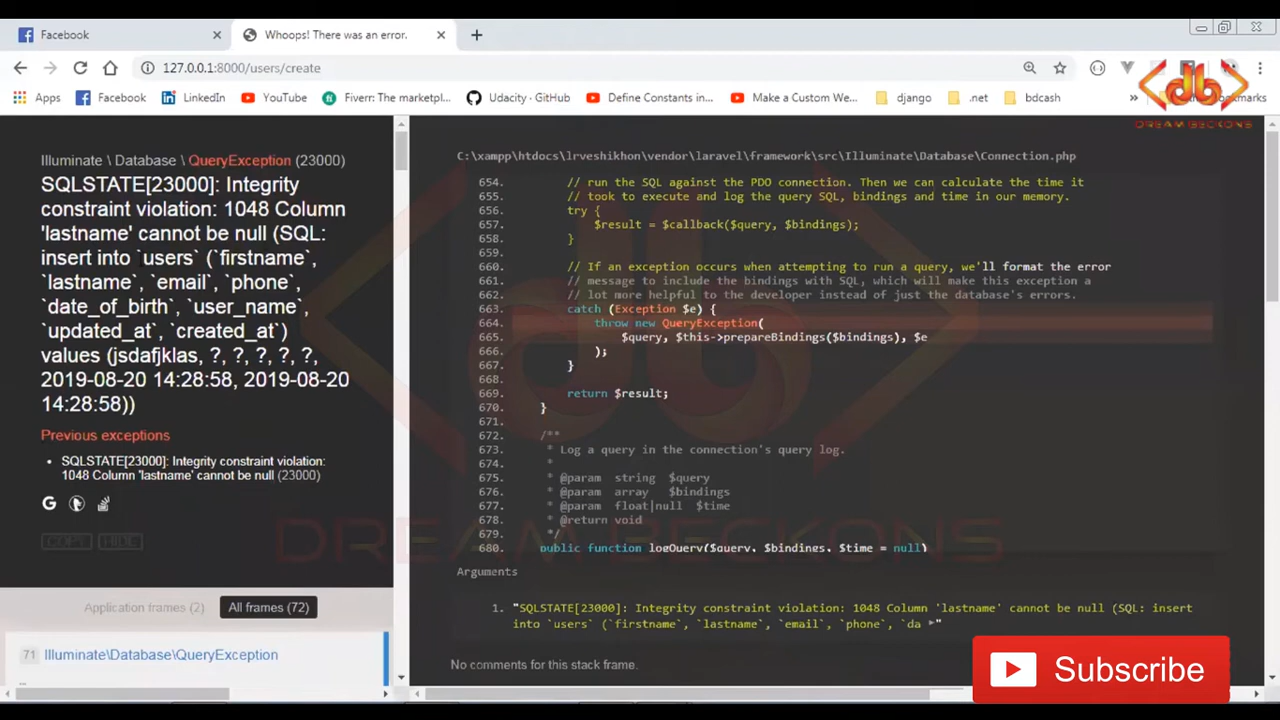 Facebook
Whoops! There was an error.
127.0.0.1:8000/users/create
Apps
Facebook
LinkedIn
YouTube
Fiverr: The marketpl...
Udacity · GitHub
Define Constants in...
Make a Custom We...
django
.net
bdcash
»
okmarks
db
DREAM BECKONS
Illuminate \ Database \ QueryException (23000)
SQLSTATE[23000]: Integrity
constraint violation: 1048 Column
'lastname' cannot be null (SQL:
insert into `users` (`firstname`,
`lastname`, `email`, `phone`,
`date_of_birth`, `user_name`,
`updated_at`, `created_at`)
values (jsdafjklas, ?, ?, ?, ?, ?,
2019-08-20 14:28:58, 2019-08-20
14:28:58))
Previous exceptions
• SQLSTATE[23000]: Integrity constraint violation:
1048 Column 'lastname' cannot be null (23000)
COPY HIDE
Application frames (2) All frames (72)
71 Illuminate\Database\QueryException
C:\xampp\htdocs\lrveshikhon\vendor\laravel\framework\src\Illuminate\Database\Connection.php
654. // run the SQL against the PDO connection. Then we can calculate the time it
655. // took to execute and log the query SQL, bindings and time in our memory.
656. try {
657. $result = $callback($query, $bindings);
658. }
659.
660. // If an exception occurs when attempting to run a query, we'll format the error
661. // message to include the bindings with SQL, which will make this exception a
662. // lot more helpful to the developer instead of just the database's errors.
663. catch (Exception $e) {
664. throw new QueryException(
665. $query, $this->prepareBindings($bindings), $e
666. );
667. }
668.
669. return $result;
670. }
671.
672. /**
673. * Log a query in the connection's query log.
674. *
675. * @param string $query
676. * @param array $bindings
677. * @param float|null $time
678. * @return void
679. */
680. public function logQuery($query, $bindings, $time = null)
DREAM BECKONS
Arguments
1. "SQLSTATE[23000]: Integrity constraint violation: 1048 Column 'lastname' cannot be null (SQL: insert
into `users` (`firstname`, `lastname`, `email`, `phone`, `da ▸"
No comments for this stack frame.
Subscribe